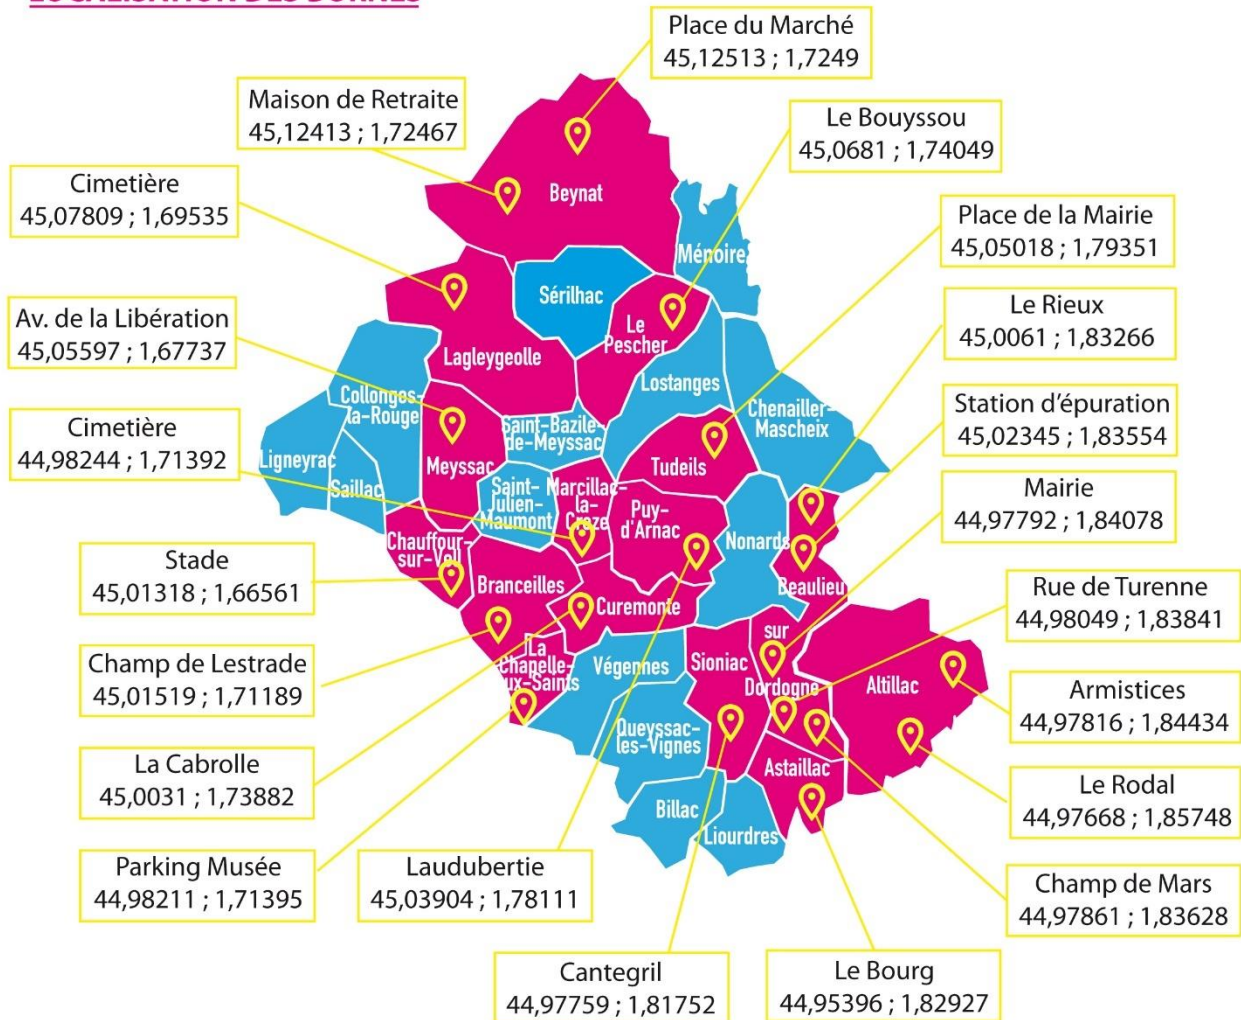 LOCALISATION DES BORNES
Place du Marché
45,12513 ; 1,7249
Maison de Retraite
45,12413 ; 1,72467
Le Bouyssou
45,0681 ; 1,74049
Cimetière
45,07809 ; 1,69535
Place de la Mairie
45,05018 ; 1,79351
Av. de la Libération
45,05597 ; 1,67737
Le Rieux
45,0061 ; 1,83266
Cimetière
44,98244 ; 1,71392
Station d'épuration
45,02345 ; 1,83554
Mairie
44,97792 ; 1,84078
Stade
45,01318 ; 1,66561
Rue de Turenne
44,98049 ; 1,83841
Champ de Lestrade
45,01519 ; 1,71189
Armistices
44,97816 ; 1,84434
La Cabrolle
45,0031 ; 1,73882
Le Rodal
44,97668 ; 1,85748
Parking Musée
44,98211 ; 1,71395
Laudubertie
45,03904 ; 1,78111
Champ de Mars
44,97861 ; 1,83628
Cantegril
44,97759 ; 1,81752
Le Bourg
44,95396 ; 1,82927
Beynat
Ménoire
Sérilhac
Le
Pescher
Lagleygeolle
Lostanges
Collonges-
la-Rouge
Chenailler-
Mascheix
Saint-Bazile-
de-Meyssac
Ligneyrac
Saillac
Meyssac
Tudeils
Saint-
Julien-
Maumont
Marcillac-
la-
Croze
Puy-
d'Arnac
Nonards
Chauffour-
sur-Vell
Branceilles
Curemonte
Beaulieu
sur
Dordogne
La
Chapelle-
aux-Saints
Végennes
Sioniac
Altillac
Queyssac-
les-Vignes
Astaillac
Billac
Liourdres